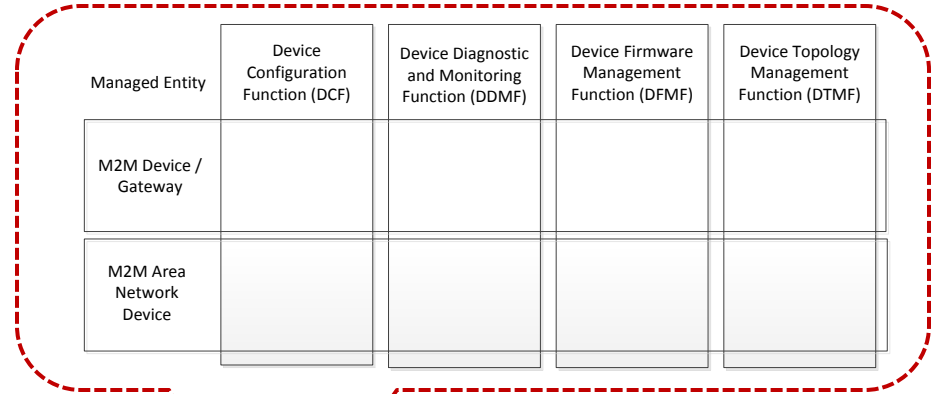 Managed Entity
Device
Configuration
Function (DCF)
Device Diagnostic
and Monitoring
Function (DDMF)
Device Firmware
Management
Function (DFMF)
Device Topology
Management
Function (DTMF)
M2M Device /
Gateway
M2M Area
Network
Device